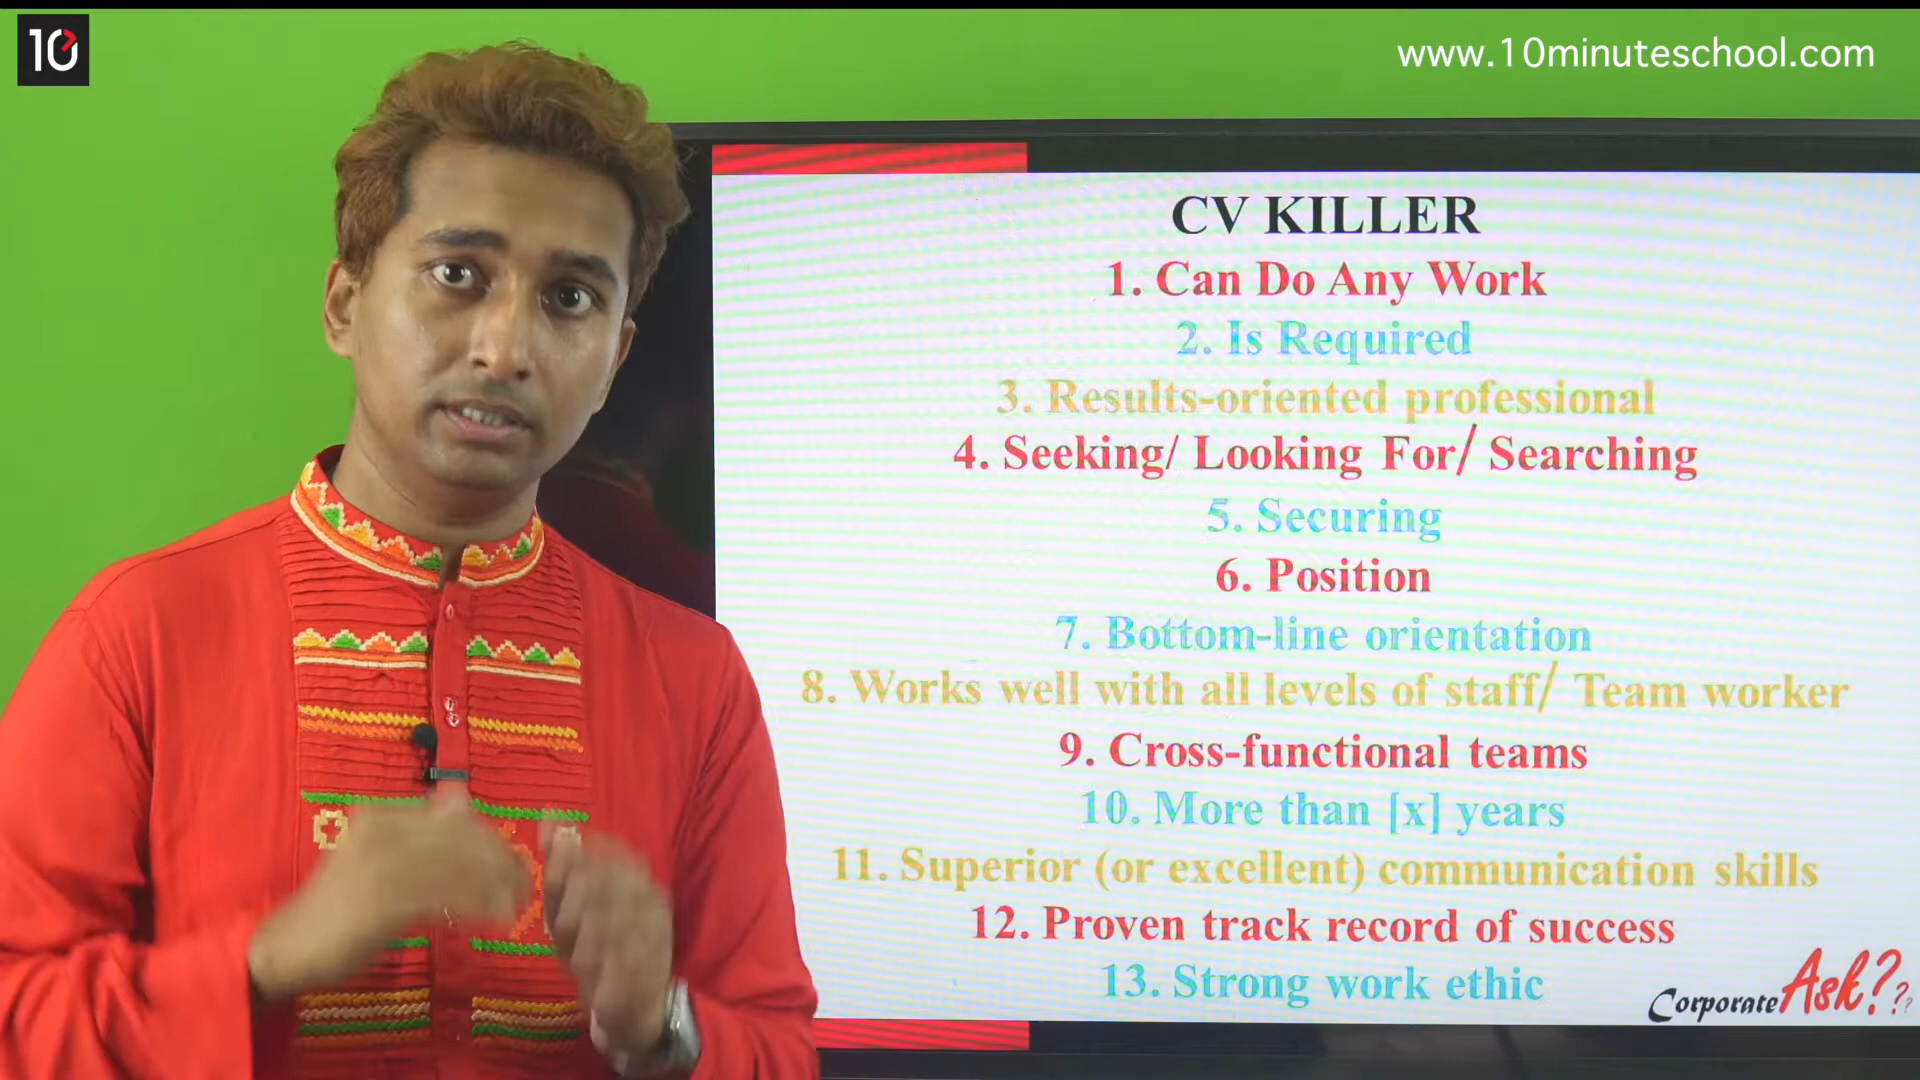 10
www.10minuteschool.com
CV KILLER
1. Can Do Any Work
2. Is Required
3. Results-oriented professional
4. Seeking/ Looking For/ Searching
5. Securing
6. Position
7. Bottom-line orientation
8. Works well with all levels of staff/ Team worker
9. Cross-functional teams
10. More than [x] years
11. Superior (or excellent) communication skills
12. Proven track record of success
13. Strong work ethic
Corporate Ask???